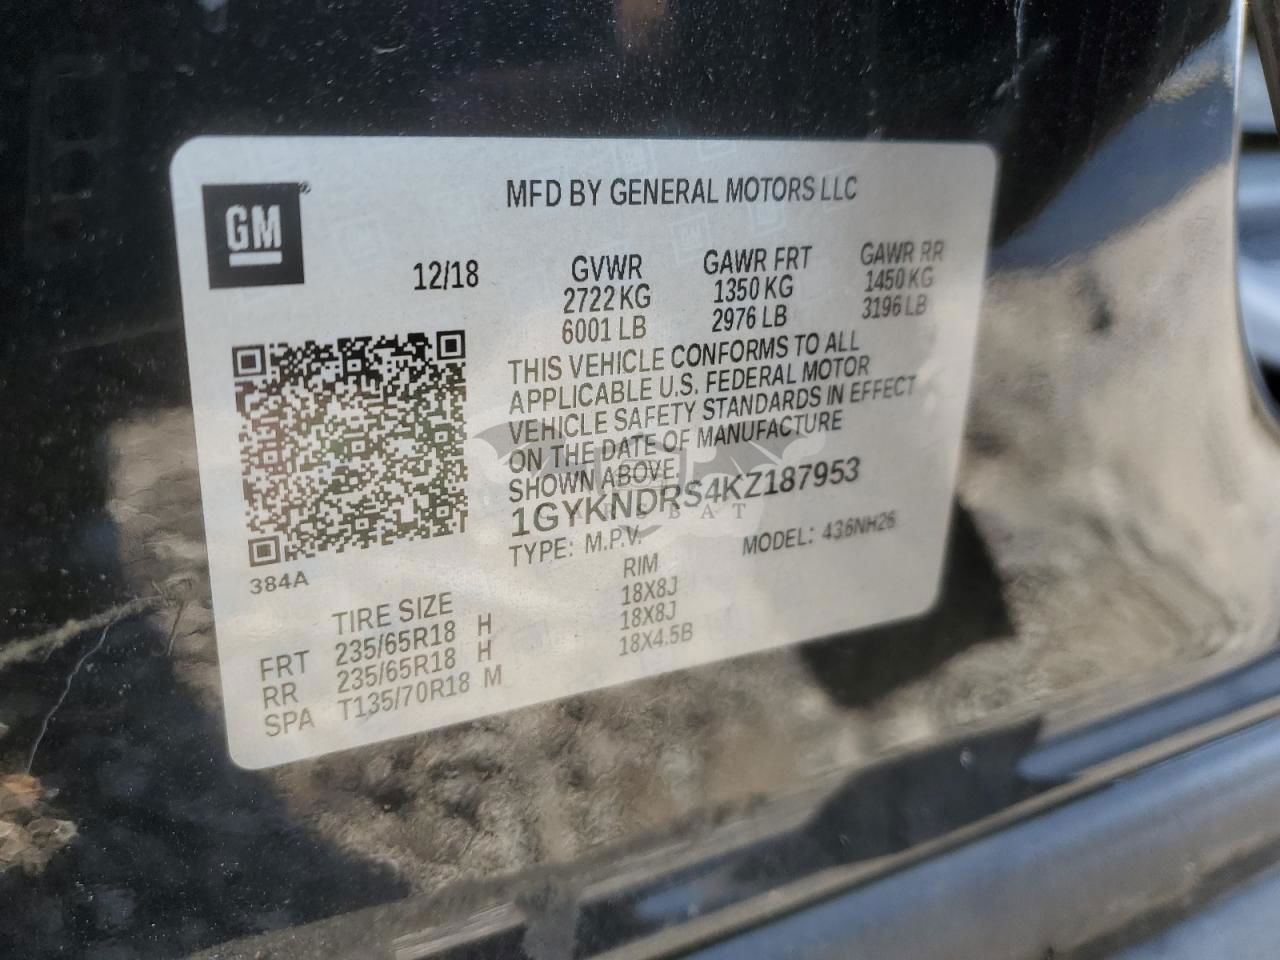 GM
MFD BY GENERAL MOTORS LLC
12/18
GVWR GAWR FRT GAWR RR
2722 KG 1350 KG 1450 KG
6001 LB 2976 LB 3196 LB
THIS VEHICLE CONFORMS TO ALL
APPLICABLE U.S. FEDERAL MOTOR
VEHICLE SAFETY STANDARDS IN EFFECT
ON THE DATE OF MANUFACTURE
SHOWN ABOVE.
1GYKNDRS4KZ187953
TYPE: M.P.V. MODEL: 436NH26
384A
TIRE SIZE RIM
FRT 235/65R18 H 18X8J
RR 235/65R18 H 18X8J
SPA T135/70R18 M 18X4.5B